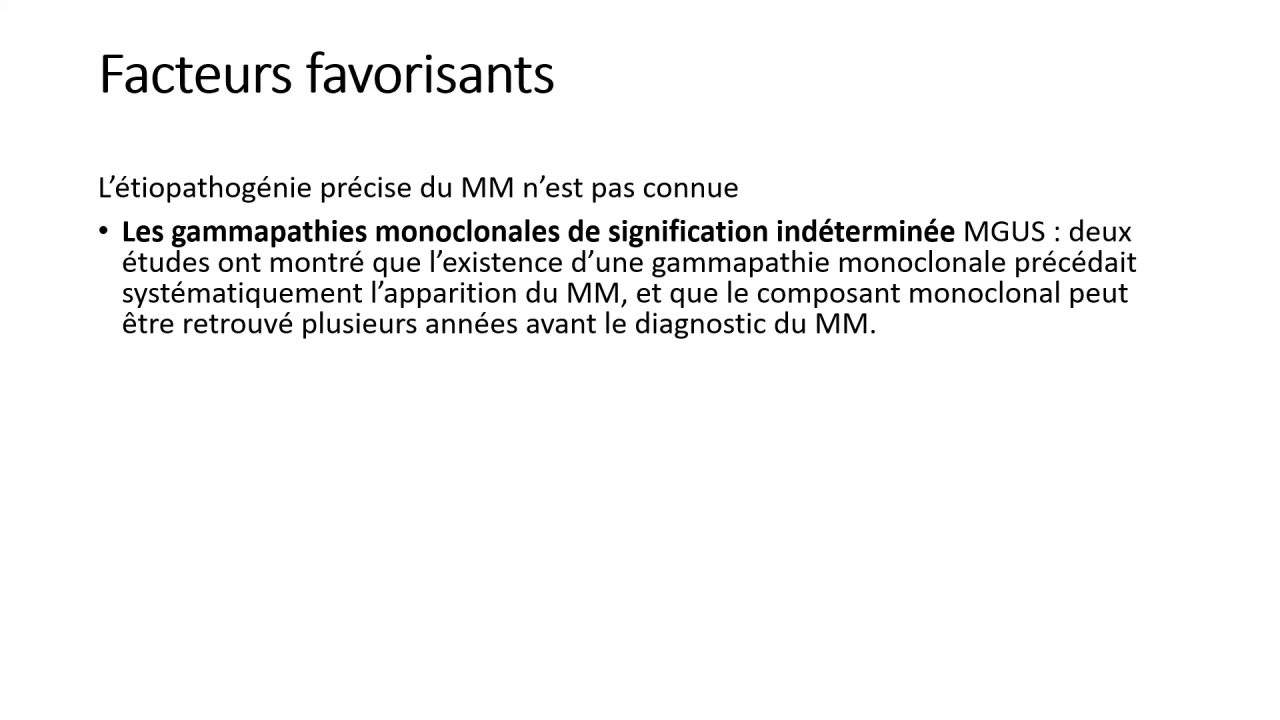 Facteurs favorisants
L’étiopathogénie précise du MM n’est pas connue
• Les gammapathies monoclonales de signification indéterminée MGUS : deux
études ont montré que l’existence d’une gammapathie monoclonale précédait
systématiquement l’apparition du MM, et que le composant monoclonal peut
être retrouvé plusieurs années avant le diagnostic du MM.